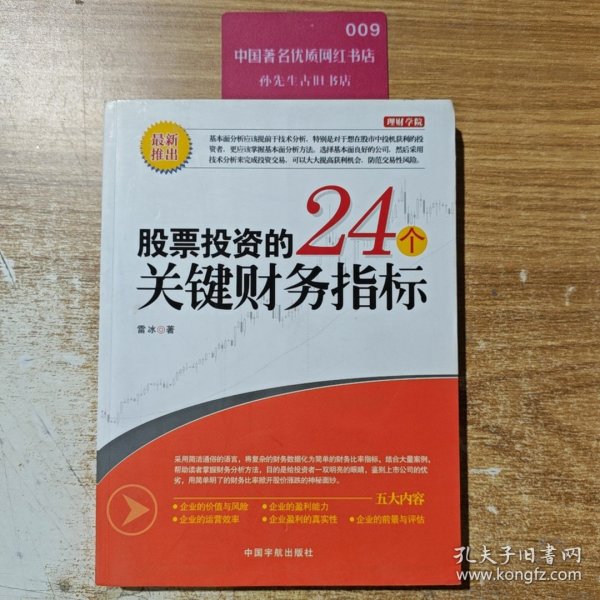 009
中国著名优质网红书店
孙先生古旧书店
理财学院
最新
推出
基本面分析应该提前于技术分析，特别是对于想在股市中投机获利的投
资者，更应该掌握基本面分析方法，选择基本面良好的公司，然后采用
技术分析来完成投资交易，可以大大提高获利机会，防范交易性风险。
股票投资的24个
关键财务指标
雷冰◎著
采用简洁通俗的语言，将复杂的财务数据化为简单的财务比率指标，结合大量案例，
帮助读者掌握财务分析方法，目的是给投资者一双明亮的眼睛，鉴别上市公司的优
劣，用简单明了的财务比率掀开股价涨跌的神秘面纱。
五大内容
●企业的价值与风险 ●企业的盈利能力
●企业的运营效率 ●企业盈利的真实性 ●企业的前景与评估
中国宇航出版社
孔夫子旧书网
www.kongfz.com